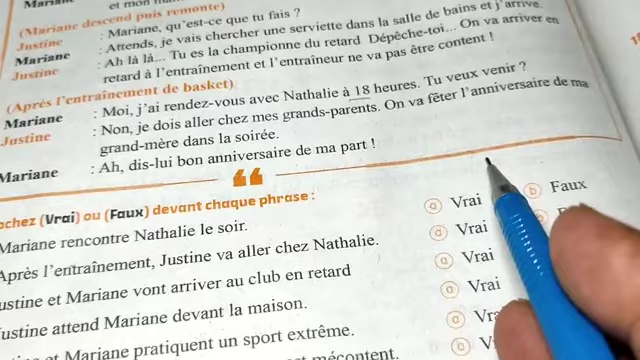 et mon
(Mariane descend puis remonte)
Justine : Mariane, qu'est-ce que tu fais ?
Mariane : Attends, je vais chercher une serviette dans la salle de bains et j'arrive.
Justine : Ah là là... Tu es la championne du retard Dépêche-toi... On va arriver en
retard à l'entraînement et l'entraîneur ne va pas être content !
(Après l'entraînement de basket)
Mariane : Moi, j'ai rendez-vous avec Nathalie à 18 heures. Tu veux venir ?
Justine : Non, je dois aller chez mes grands-parents. On va fêter l'anniversaire de ma
grand-mère dans la soirée.
Mariane : Ah, dis-lui bon anniversaire de ma part !
(Vrai) ou (Faux) devant chaque phrase :
Mariane rencontre Nathalie le soir. a Vrai b Faux
Après l'entraînement, Justine va aller chez Nathalie. a Vrai b
Justine et Mariane vont arriver au club en retard a Vrai
Justine attend Mariane devant la maison. a Vrai
et Mariane pratiquent un sport extrême. a
mécontent. b